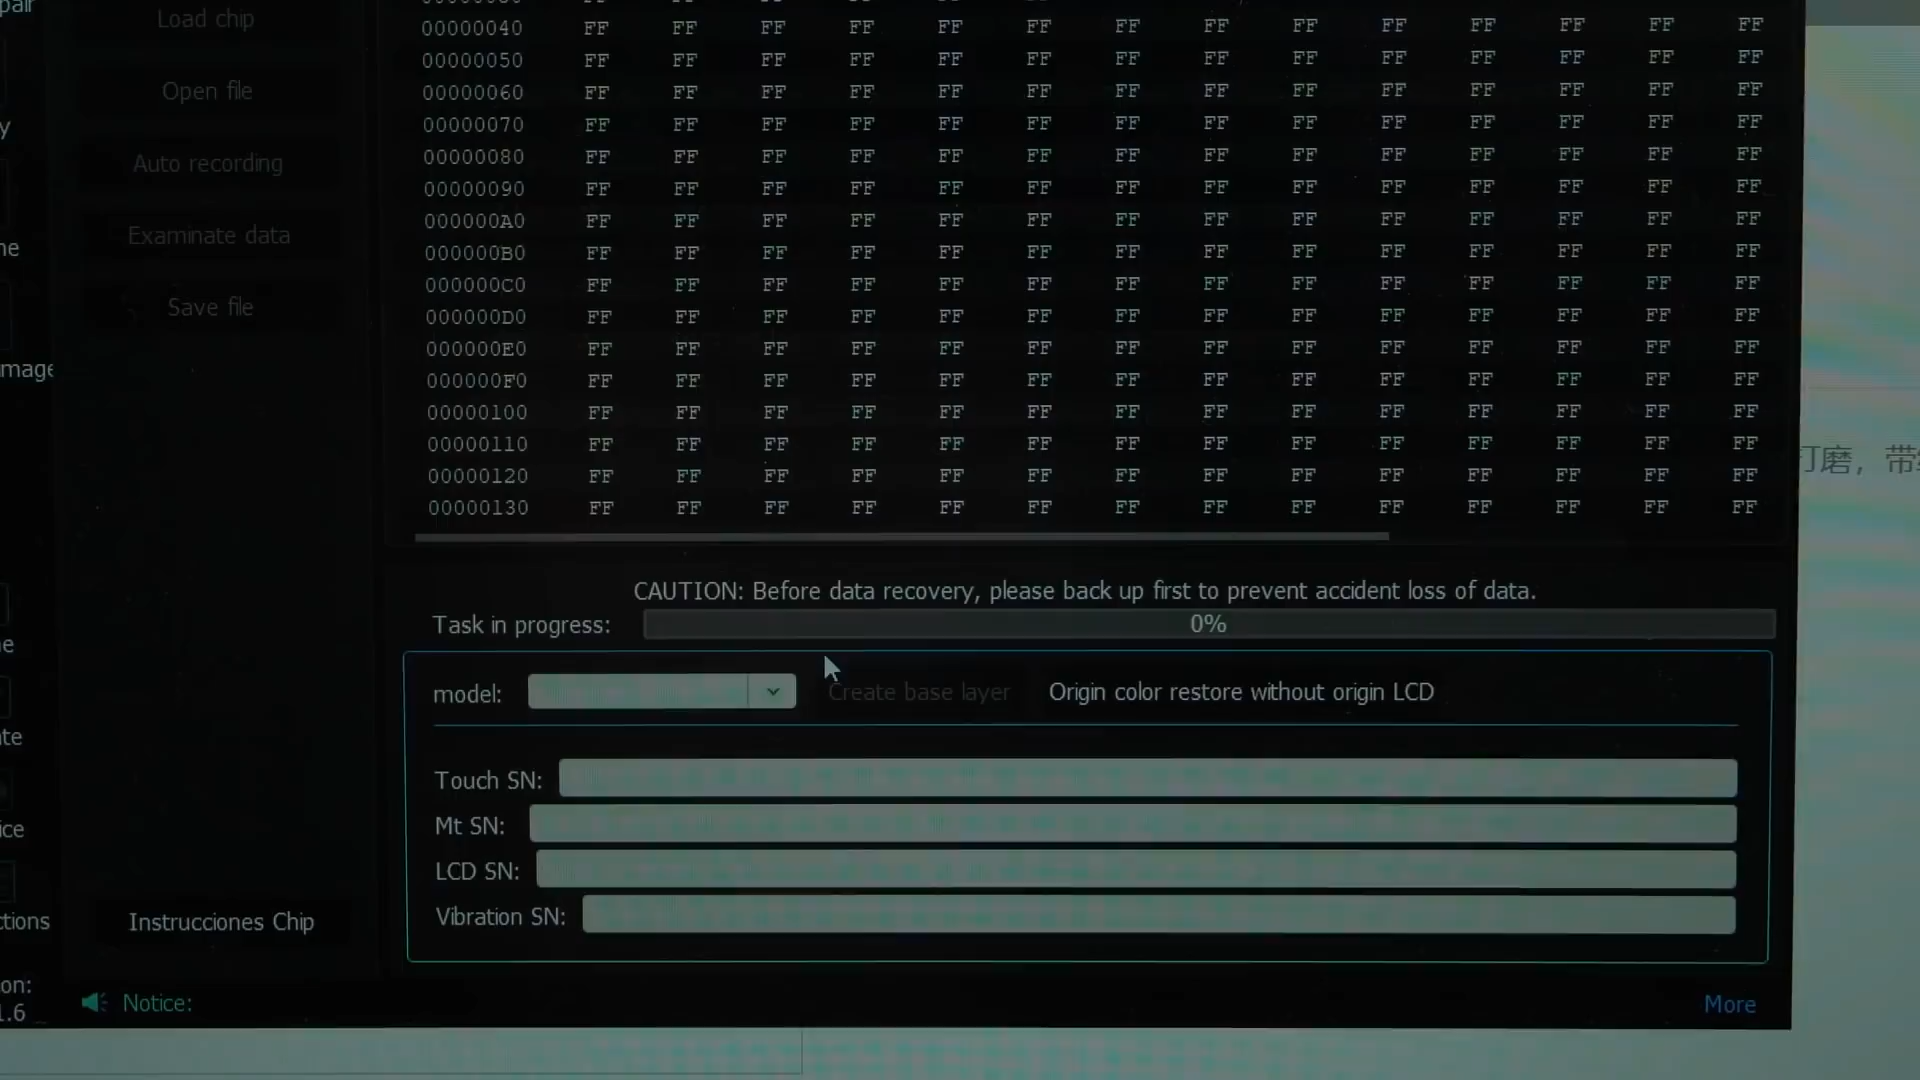 pair
Load chip
Open file
y
Auto recording
ne
Examinate data
Save file
mage
00000040 FF FF FF FF FF FF FF FF FF FF FF FF FF FF
00000050 FF FF FF FF FF FF FF FF FF FF FF FF FF FF
00000060 FF FF FF FF FF FF FF FF FF FF FF FF FF FF
00000070 FF FF FF FF FF FF FF FF FF FF FF FF FF FF
00000080 FF FF FF FF FF FF FF FF FF FF FF FF FF FF
00000090 FF FF FF FF FF FF FF FF FF FF FF FF FF FF
000000A0 FF FF FF FF FF FF FF FF FF FF FF FF FF FF
000000B0 FF FF FF FF FF FF FF FF FF FF FF FF FF FF
000000C0 FF FF FF FF FF FF FF FF FF FF FF FF FF FF
000000D0 FF FF FF FF FF FF FF FF FF FF FF FF FF FF
000000E0 FF FF FF FF FF FF FF FF FF FF FF FF FF FF
000000F0 FF FF FF FF FF FF FF FF FF FF FF FF FF FF
00000100 FF FF FF FF FF FF FF FF FF FF FF FF FF FF
00000110 FF FF FF FF FF FF FF FF FF FF FF FF FF FF
00000120 FF FF FF FF FF FF FF FF FF FF FF FF FF FF
00000130 FF FF FF FF FF FF FF FF FF FF FF FF FF FF
打磨，带
CAUTION: Before data recovery, please back up first to prevent accident loss of data.
Task in progress: 0%
model: Create base layer Origin color restore without origin LCD
Touch SN:
Mt SN:
LCD SN:
Vibration SN:
e
te
ice
ctions
Instrucciones Chip
on:
1.6
Notice:
More